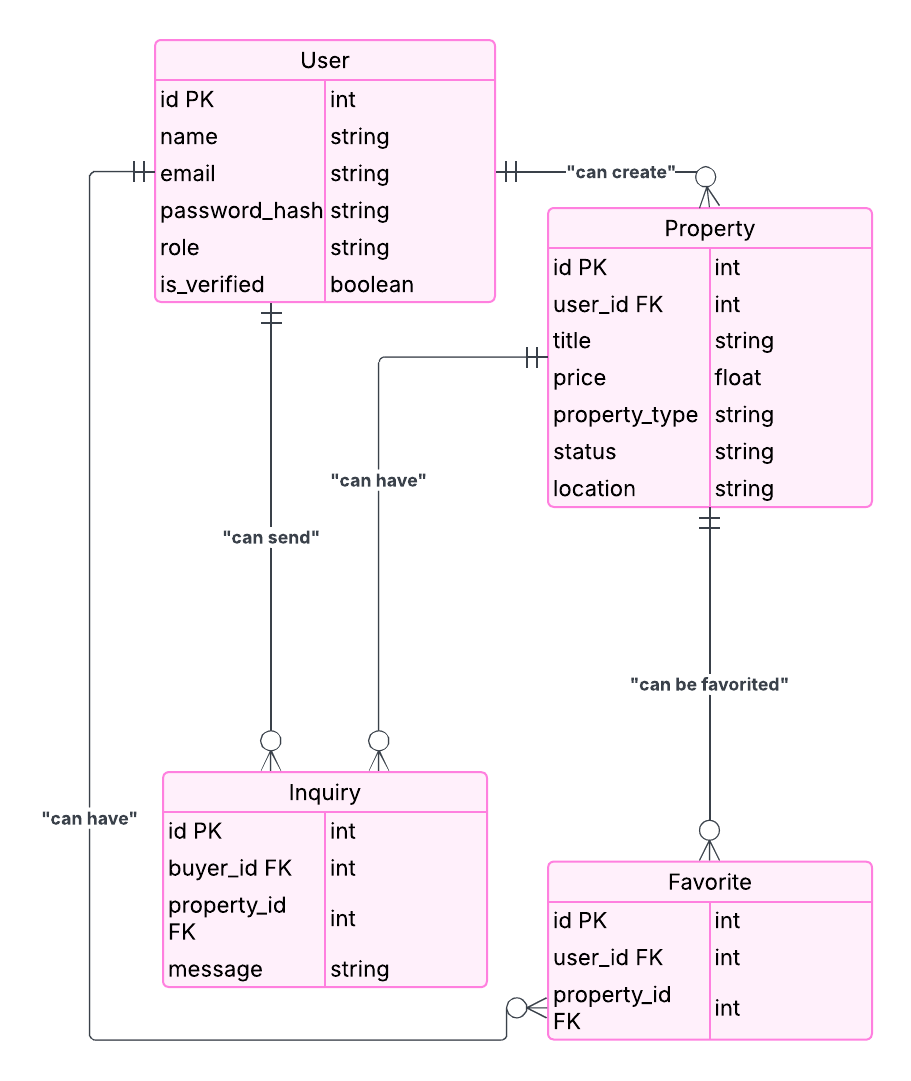 User
id PK int
name string
email string
password_hash string
role string
is_verified boolean
"can create"
Property
id PK int
user_id FK int
title string
price float
property_type string
status string
location string
"can have"
"can send"
"can be favorited"
Inquiry
id PK int
buyer_id FK int
property_id
FK
int
message string
"can have"
Favorite
id PK int
user_id FK int
property_id
FK
int